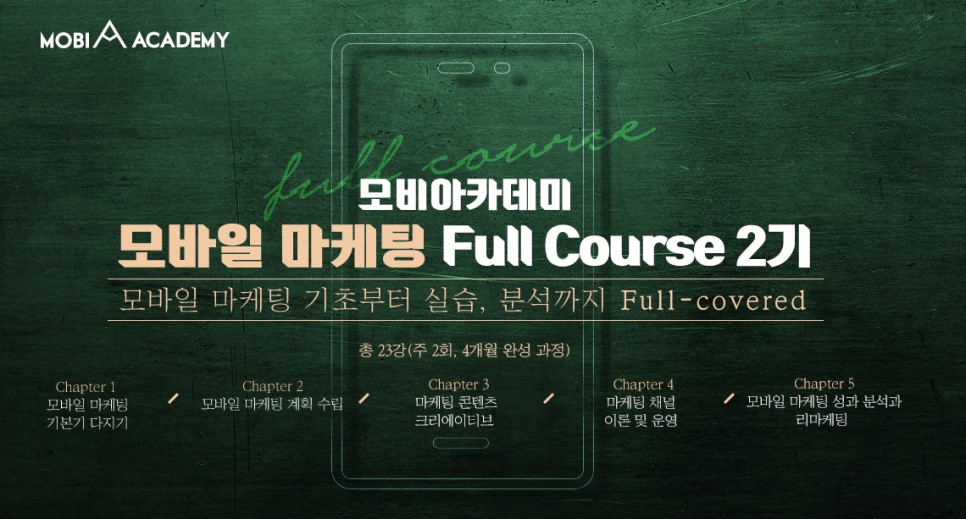 MOBI ACADEMY
full course
모비아카데미
모바일 마케팅 Full Course 2기
모바일 마케팅 기초부터 실습, 분석까지 Full-covered
총 23강(주 2회, 4개월 완성 과정)
Chapter 1
모바일 마케팅
기본기 다지기
Chapter 2
모바일 마케팅 계획 수립
Chapter 3
마케팅 콘텐츠
크리에이티브
Chapter 4
마케팅 채널
이론 및 운영
Chapter 5
모바일 마케팅 성과 분석과
리마케팅